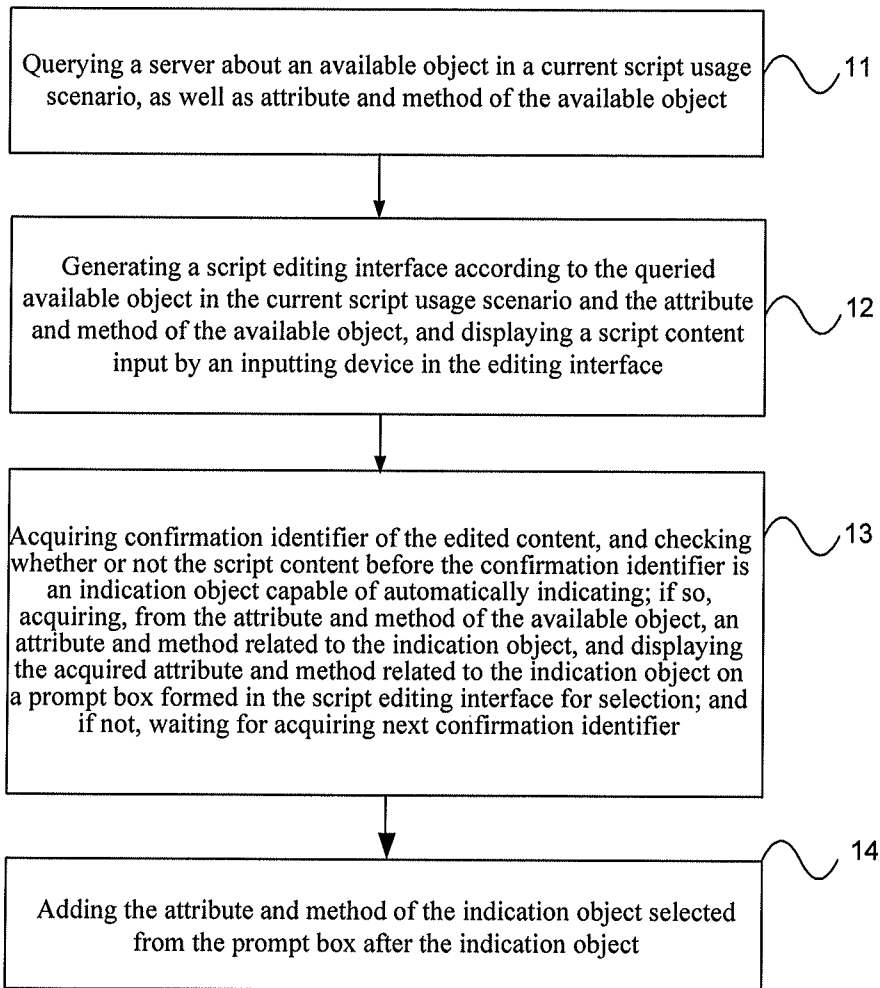 Querying a server about an available object in a current script usage
scenario, as well as attribute and method of the available object
11
Generating a script editing interface according to the queried
available object in the current script usage scenario and the attribute
and method of the available object, and displaying a script content
input by an inputting device in the editing interface
12
Acquiring confirmation identifier of the edited content, and checking
whether or not the script content before the confirmation identifier is
an indication object capable of automatically indicating; if so,
acquiring, from the attribute and method of the available object, an
attribute and method related to the indication object, and displaying
the acquired attribute and method related to the indication object on
a prompt box formed in the script editing interface for selection; and
if not, waiting for acquiring next confirmation identifier
13
Adding the attribute and method of the indication object selected
from the prompt box after the indication object
14